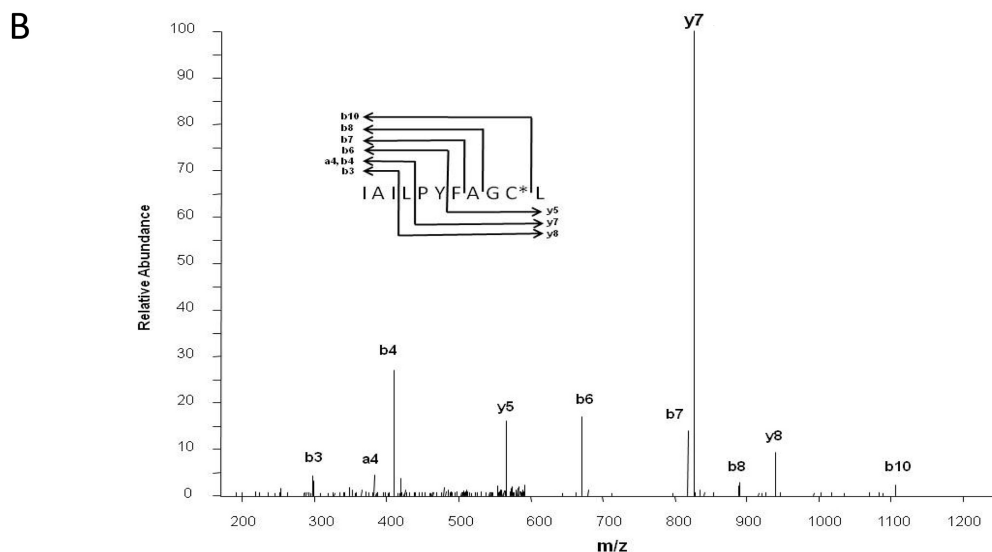 B
y7
100
90
80
70
60
50
40
30
20
10
0
Relative Abundance
b10
b8
b7
b6
a4, b4
b3
I A I L P Y F A G C * L
y5
y7
y8
b3
a4
b4
y5
b6
b7
b8
y8
b10
200 300 400 500 600 700 800 900 1000 1100 1200
m/z